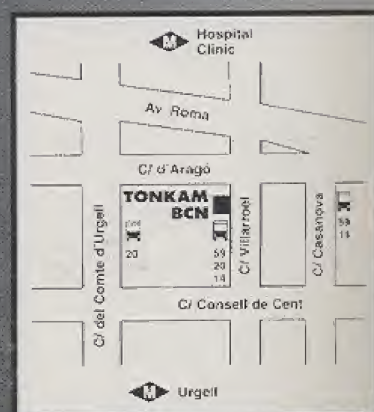 M Hospital
Clinic
Av. Roma
C/ d'Aragó
TONKAM
BCN
C/ del Comte d'Urgell
20
59
20
14
C/ Villarroel
C/ Casanova
59
14
C/ Consell de Cent
M Urgell